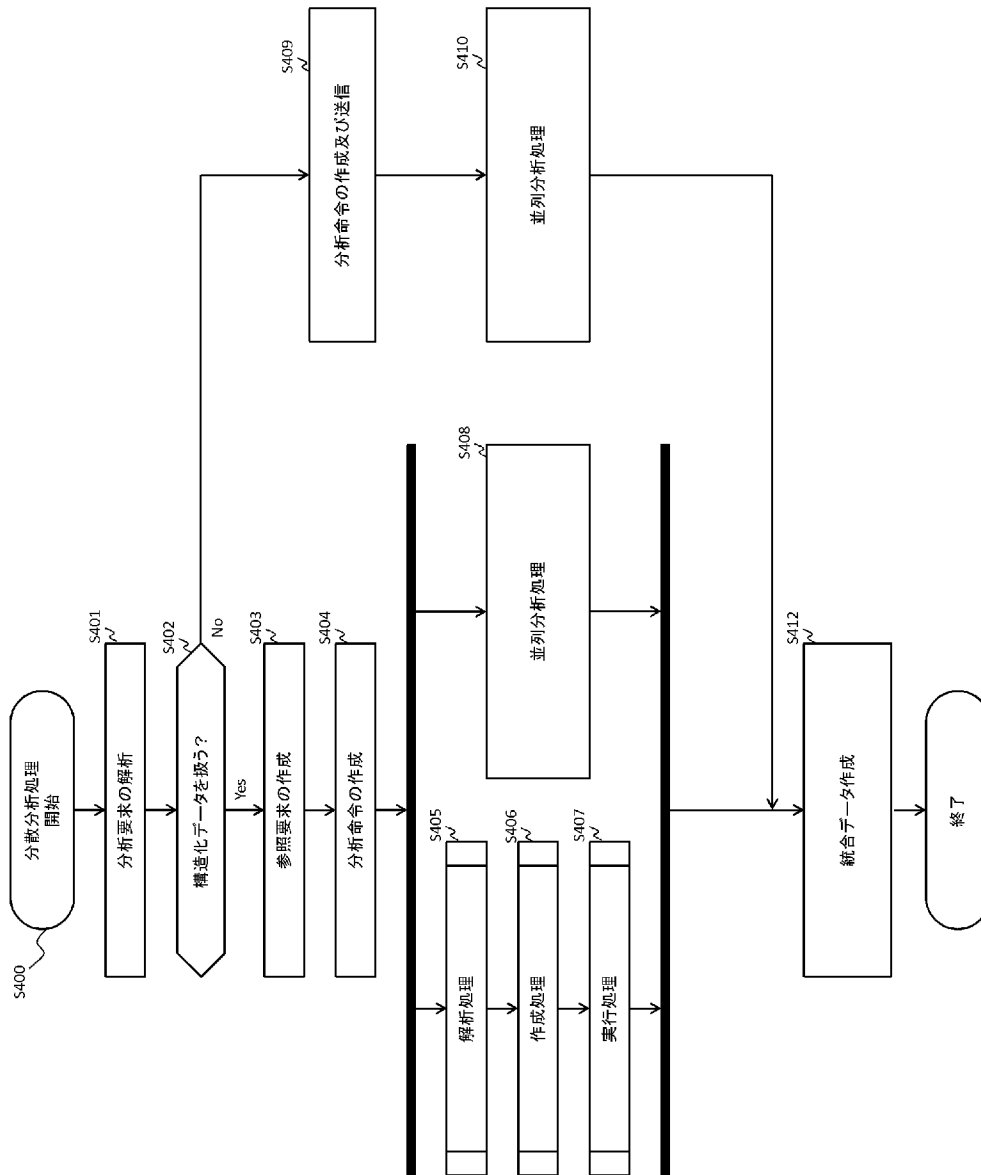 分散分析処理
開始
S400
分析要求の解析
S401
構造化データを扱う?
S402
No
Yes
参照要求の作成
S403
分析命令の作成
S404
解析処理
S405
作成処理
S406
実行処理
S407
並列分析処理
S408
分析命令の作成及び送信
S409
並列分析処理
S410
統合データ作成
S412
終了